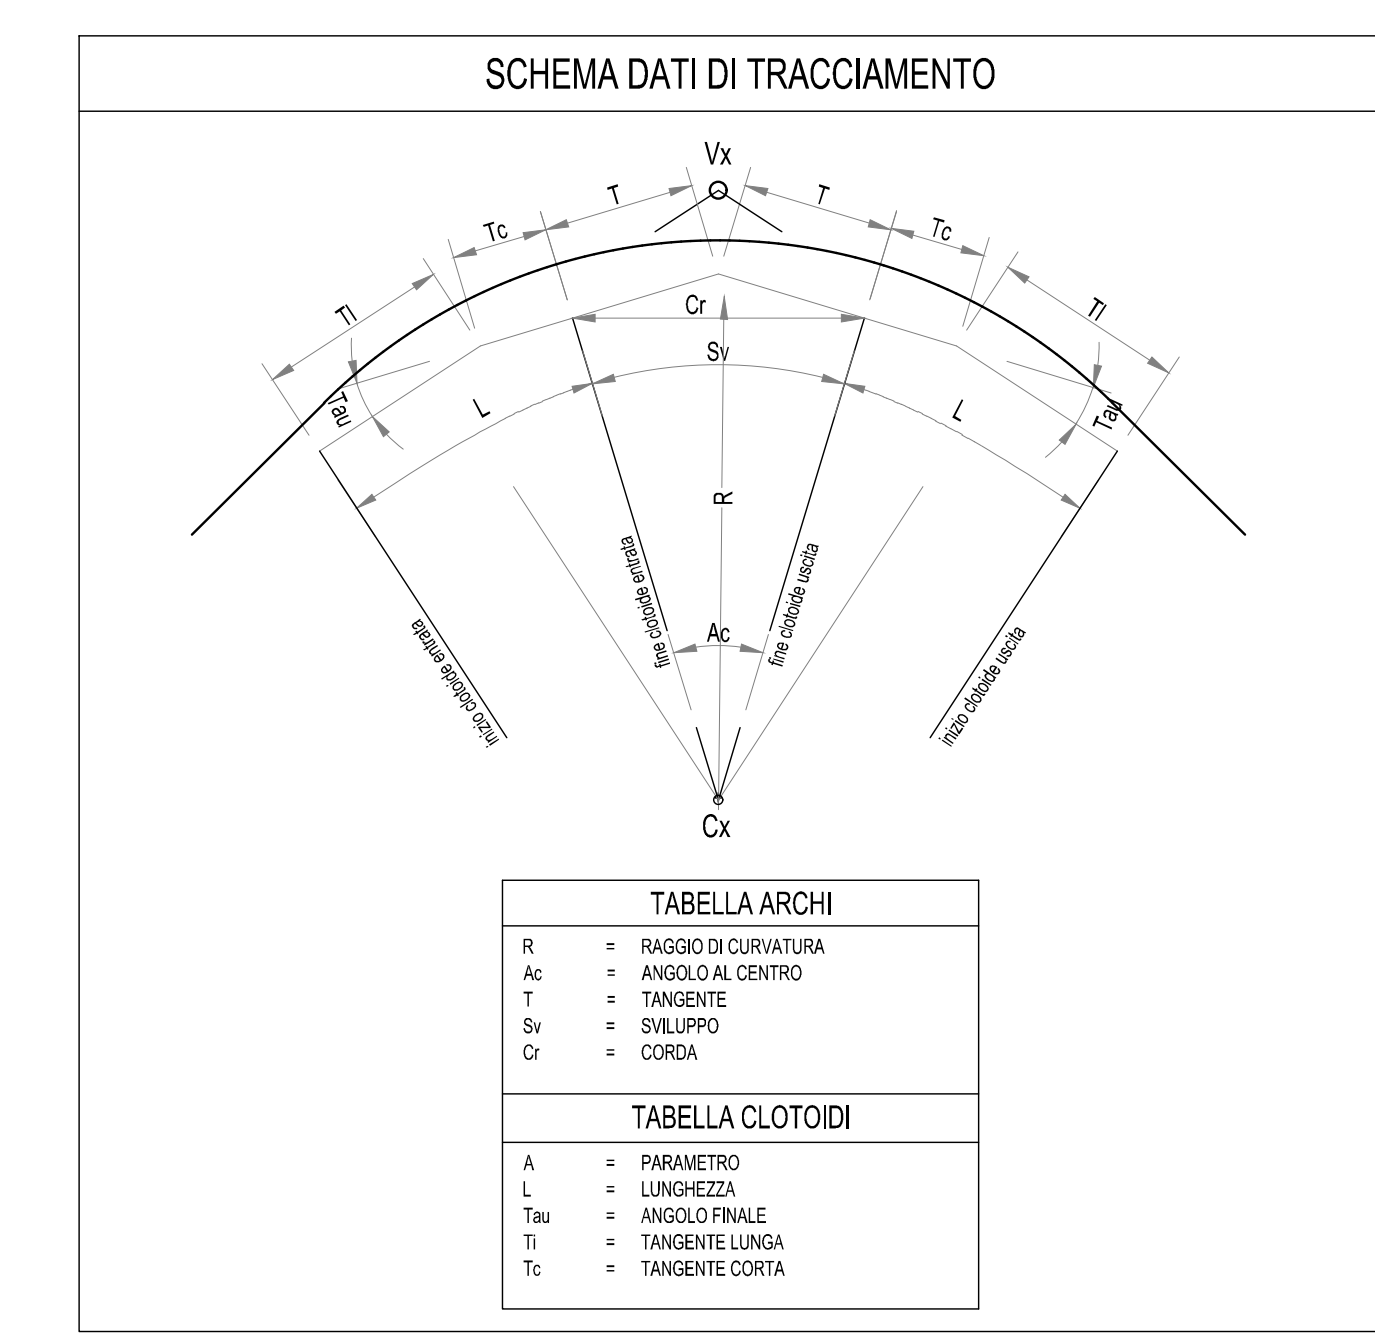 SCHEMA DATI DI TRACCIAMENTO
Vx
T
T
Tc
Tc
Tl
Tl
Cr
Sv
Tau
Tau
L
L
R
fine clotoide entrata
fine clotoide uscita
Ac
inizio clotoide entrata
inizio clotoide uscita
Cx
TABELLA ARCHI
R = RAGGIO DI CURVATURA
Ac = ANGOLO AL CENTRO
T = TANGENTE
Sv = SVILUPPO
Cr = CORDA
TABELLA CLOTOIDI
A = PARAMETRO
L = LUNGHEZZA
Tau = ANGOLO FINALE
Ti = TANGENTE LUNGA
Tc = TANGENTE CORTA